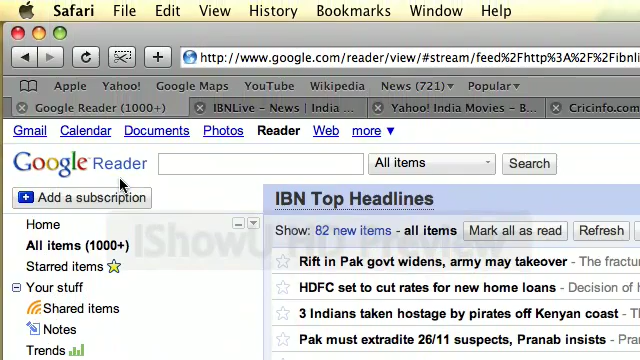 Safari File Edit View History Bookmarks Window Help
http://www.google.com/reader/view/#stream/feed%2Fhttp%3A%2F%2Fibnli
Apple Yahoo! Google Maps YouTube Wikipedia News (721)▾ Popular▾
Google Reader (1000+) IBNLive - News | India ... Yahoo! India Movies - B... Cricinfo.com
Gmail Calendar Documents Photos Reader Web more ▼
Google Reader All items Search
Add a subscription
IBN Top Headlines
Home
Show: 82 new items - all items Mark all as read Refresh
All items (1000+)
IShowU HD Preview
Starred items
Rift in Pak govt widens, army may takeover - The fractu
Your stuff
HDFC set to cut rates for new home loans - Decision of
Shared items
3 Indians taken hostage by pirates off Kenyan coast - T
Notes
Pak must extradite 26/11 suspects, Pranab insists - For
Trends